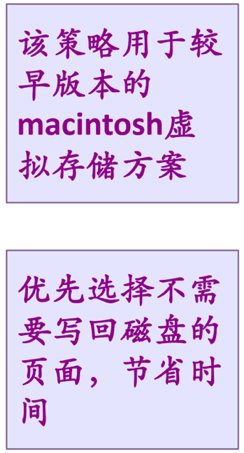 该策略用于较
早版本的
macintosh虚
拟存储方案
优先选择不需
要写回磁盘的
页面，节省时
间